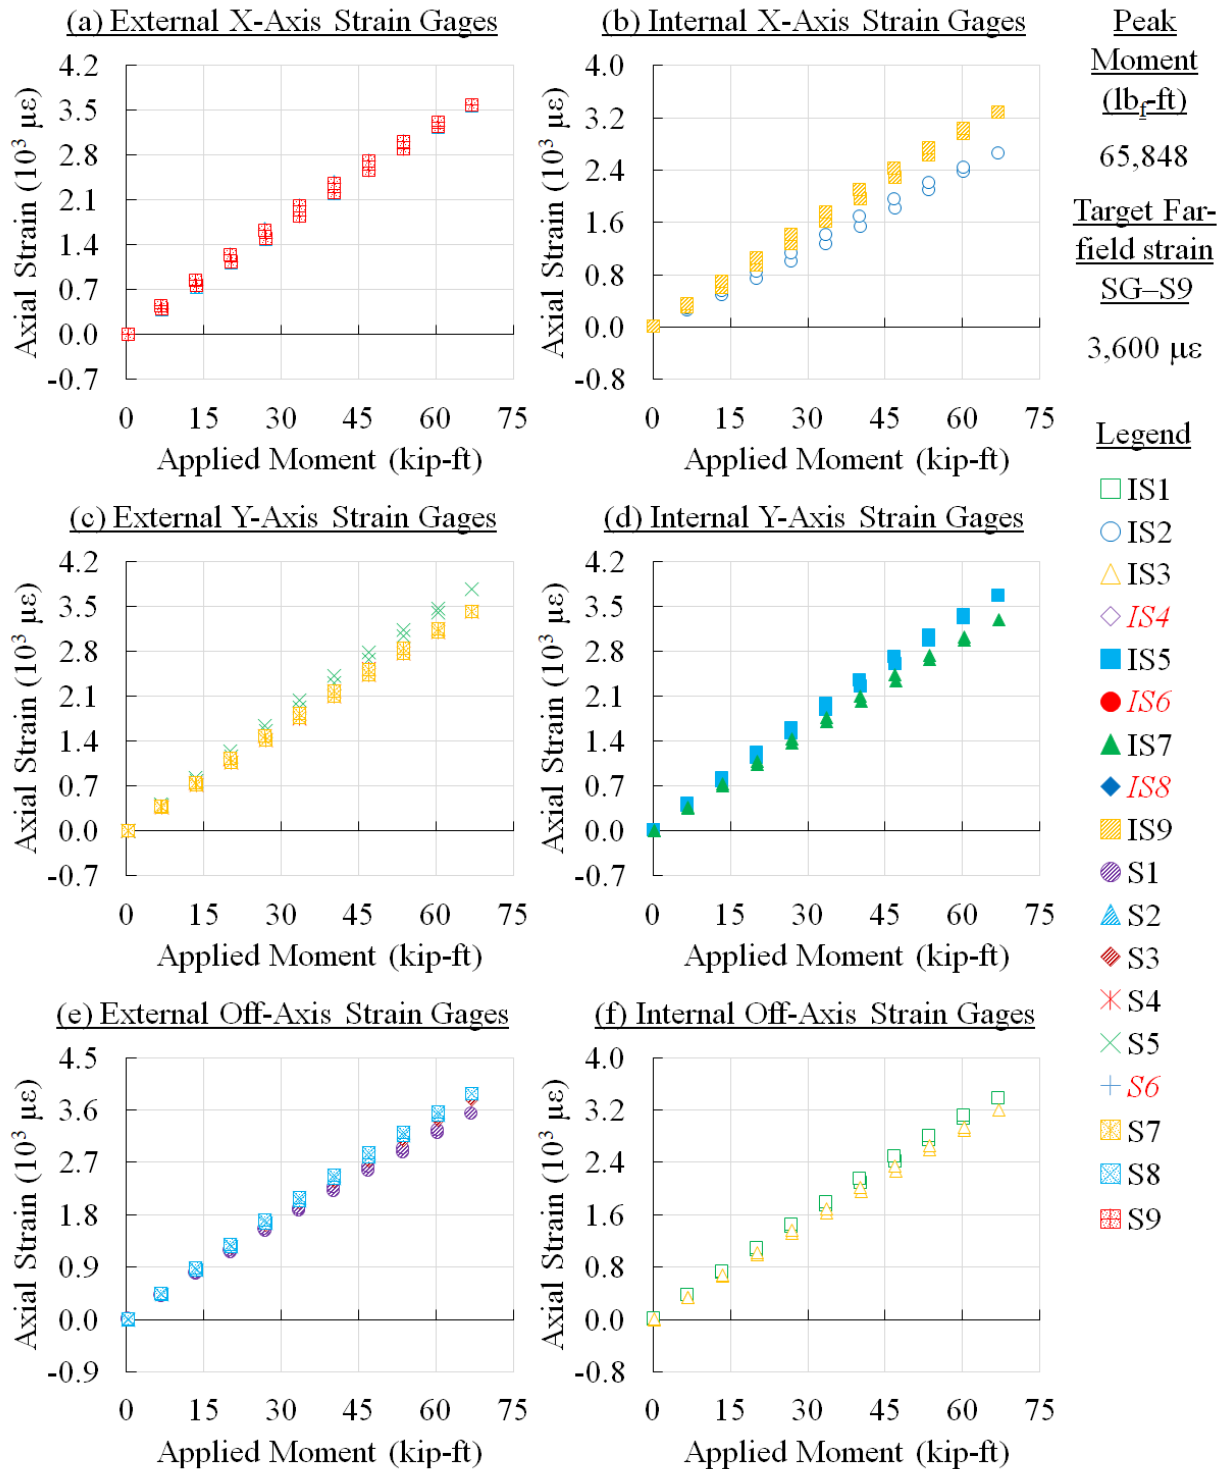 (a) External X-Axis Strain Gages
4.2
3.5
2.8
2.1
1.4
0.7
0.0
-0.7
Axial Strain (10³ με)
0 15 30 45 60 75
Applied Moment (kip-ft)
(b) Internal X-Axis Strain Gages
4.0
3.2
2.4
1.6
0.8
0.0
-0.8
Axial Strain (10³ με)
0 15 30 45 60 75
Applied Moment (kip-ft)
Peak
Moment
(lbf-ft)
65,848
Target Far-
field strain
SG–S9
3,600 με
(c) External Y-Axis Strain Gages
4.2
3.5
2.8
2.1
1.4
0.7
0.0
-0.7
Axial Strain (10³ με)
0 15 30 45 60 75
Applied Moment (kip-ft)
(d) Internal Y-Axis Strain Gages
4.2
3.5
2.8
2.1
1.4
0.7
0.0
-0.7
Axial Strain (10³ με)
0 15 30 45 60 75
Applied Moment (kip-ft)
(e) External Off-Axis Strain Gages
4.5
3.6
2.7
1.8
0.9
0.0
-0.9
Axial Strain (10³ με)
0 15 30 45 60 75
Applied Moment (kip-ft)
(f) Internal Off-Axis Strain Gages
4.0
3.2
2.4
1.6
0.8
0.0
-0.8
Axial Strain (10³ με)
0 15 30 45 60 75
Applied Moment (kip-ft)
Legend
IS1
IS2
IS3
IS4
IS5
IS6
IS7
IS8
IS9
S1
S2
S3
S4
S5
S6
S7
S8
S9